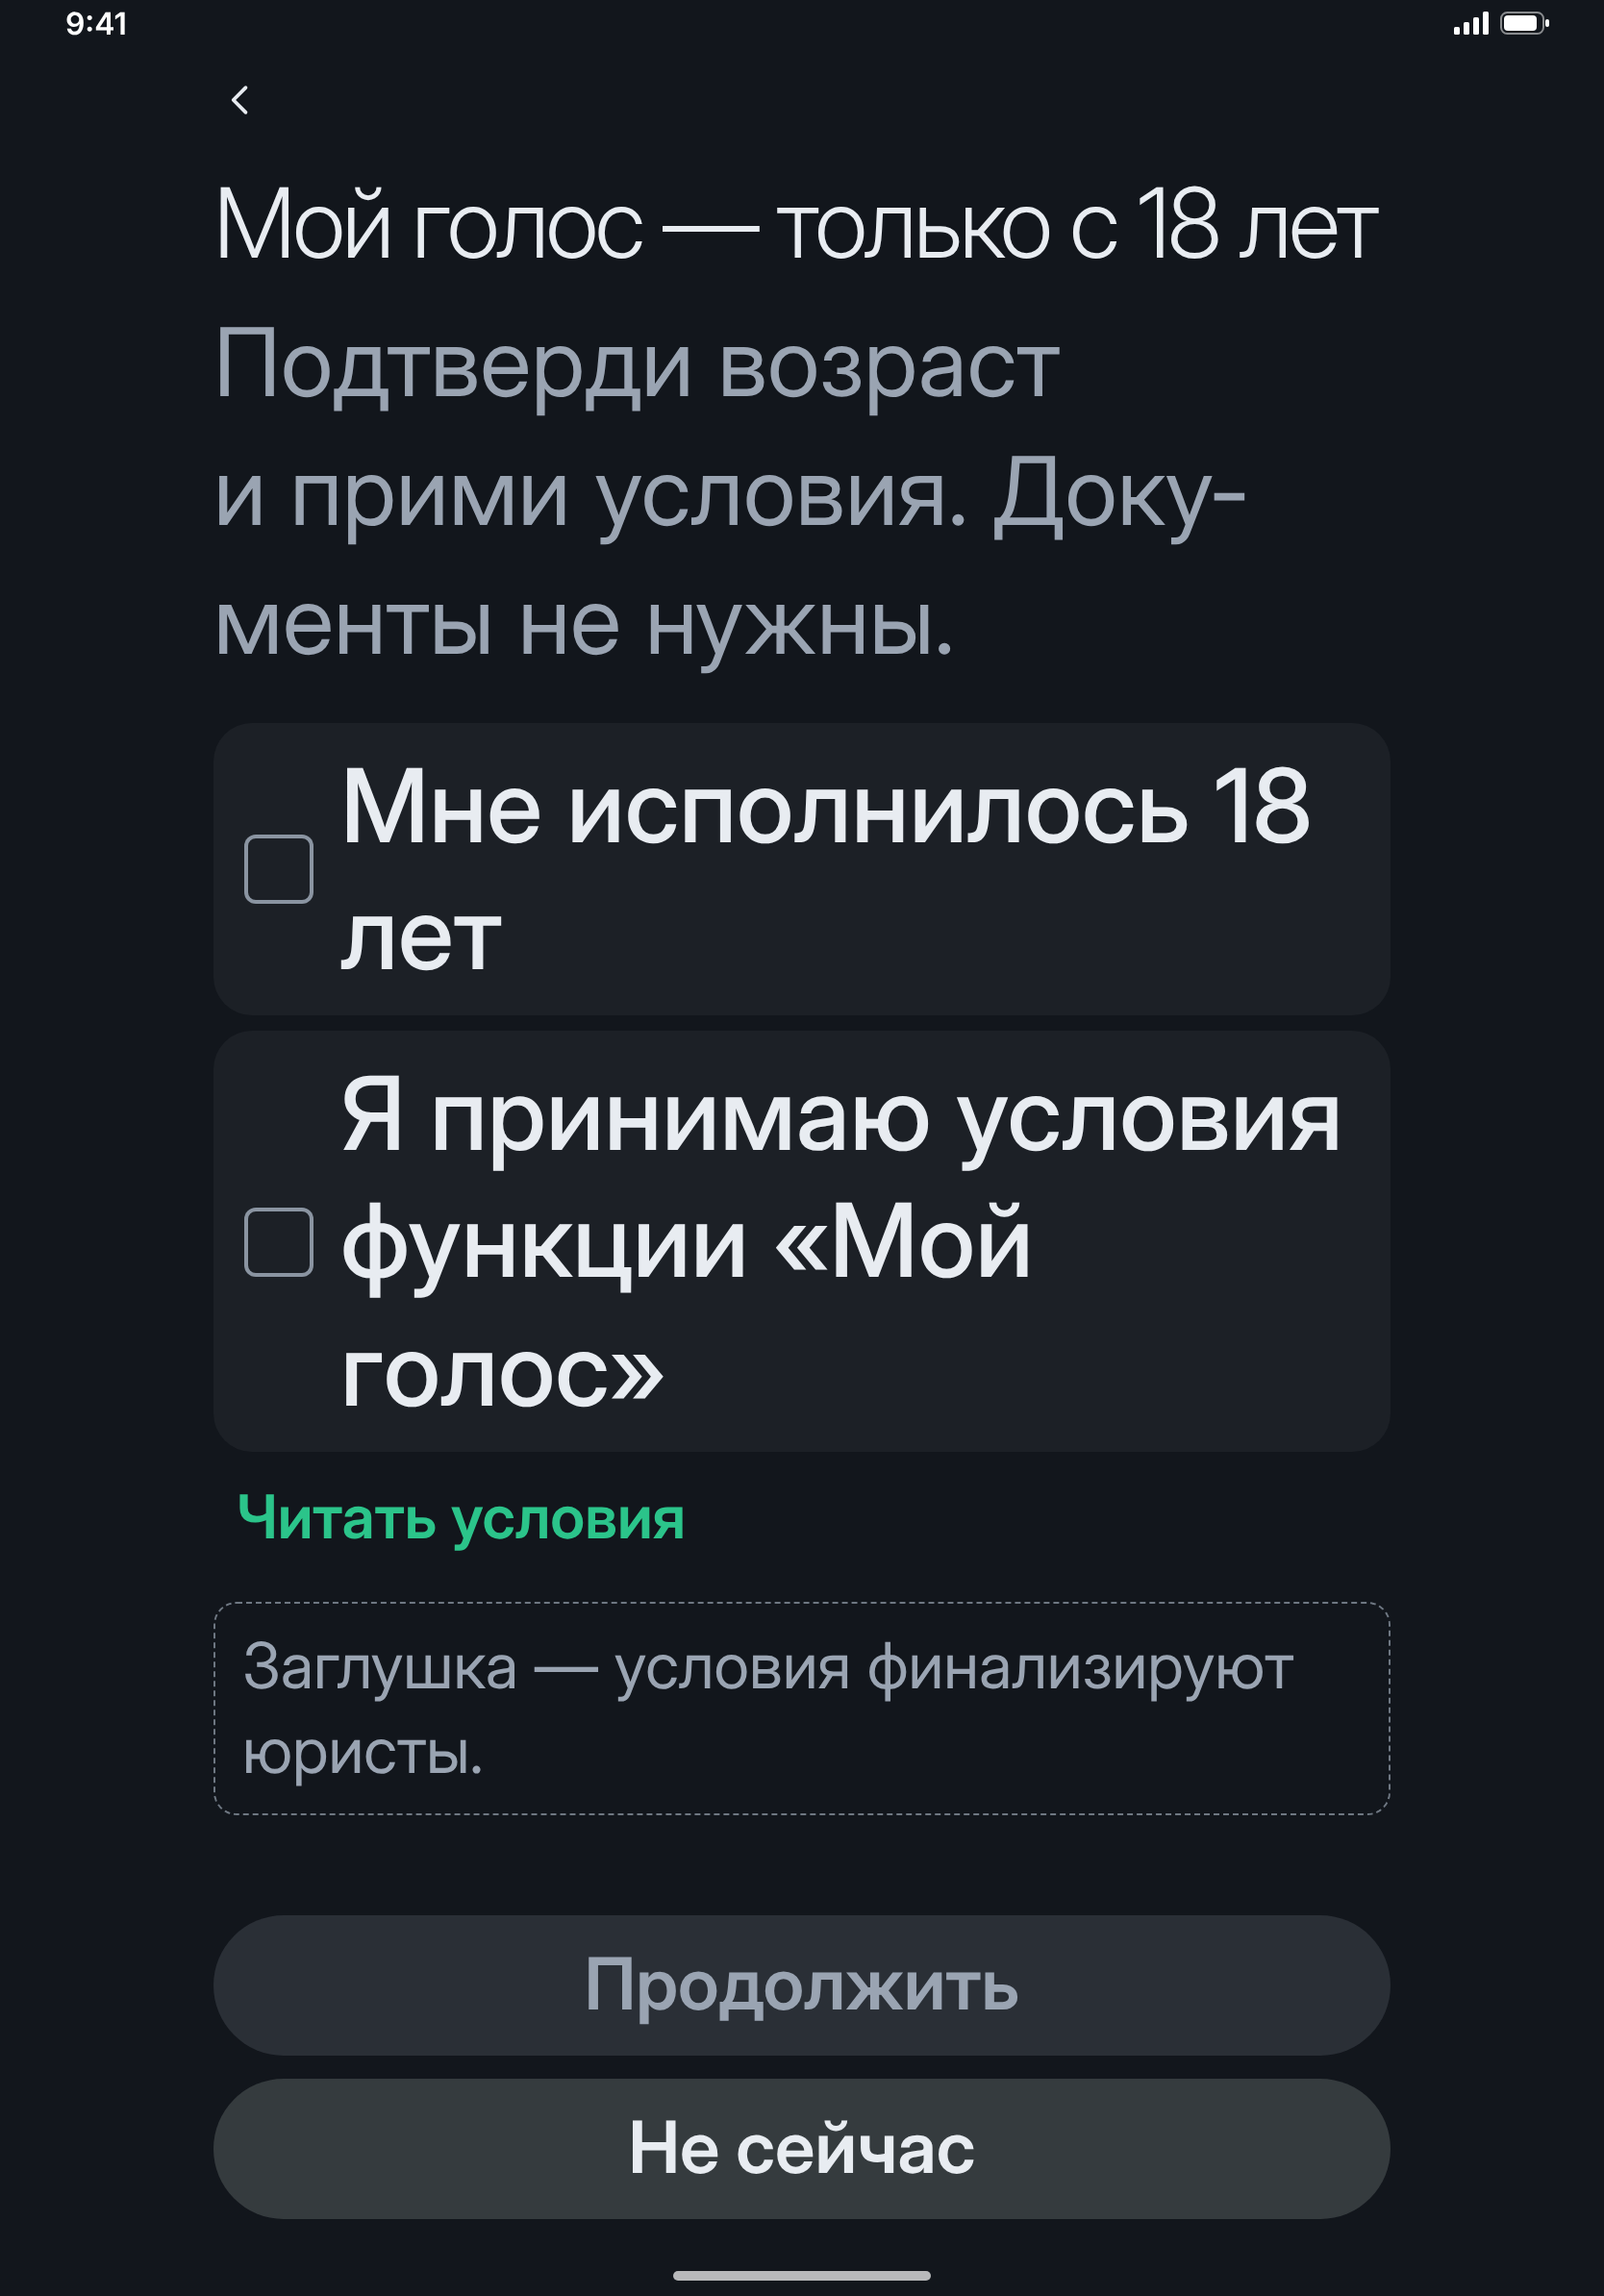 9:41
Мой голос — только с 18 лет
Подтверди возраст
и прими условия. Доку-
менты не нужны.
Мне исполнилось 18
лет
Я принимаю условия
функции «Мой
голос»
Читать условия
Заглушка — условия финализируют
юристы.
Продолжить
Не сейчас